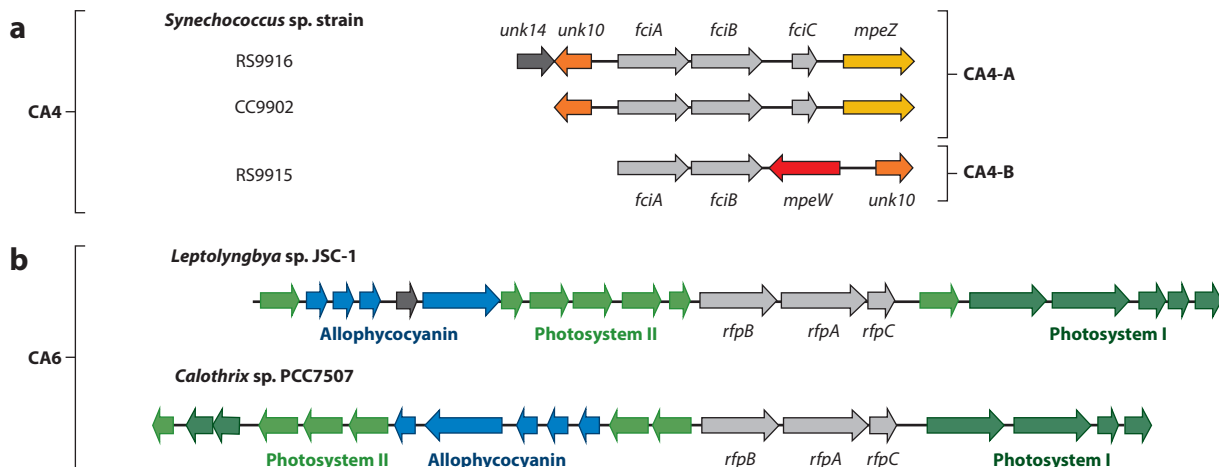 a
Synechococcus sp. strain
unk14 unk10 fciA fciB fciC mpeZ
RS9916
CA4-A
CC9902
CA4
RS9915
CA4-B
fciA fciB mpeW unk10
b
Leptolyngbya sp. JSC-1
Allophycocyanin Photosystem II rfpB rfpA rfpC Photosystem I
CA6
Calothrix sp. PCC7507
Photosystem II Allophycocyanin rfpB rfpA rfpC Photosystem I